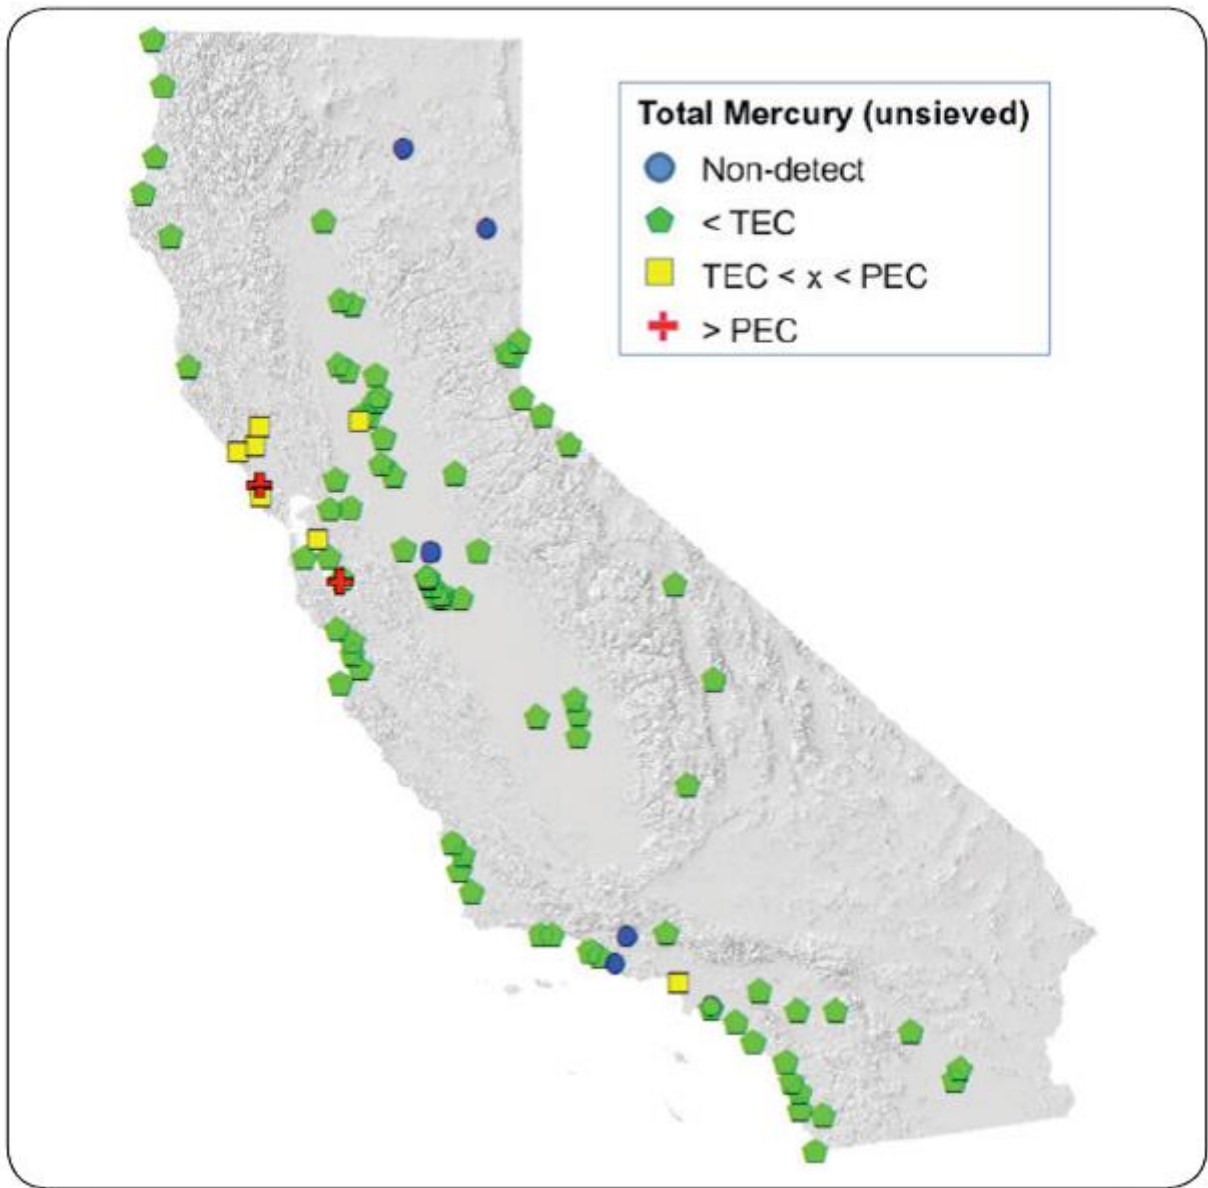 Total Mercury (unsieved)
Non-detect
< TEC
TEC < x < PEC
> PEC